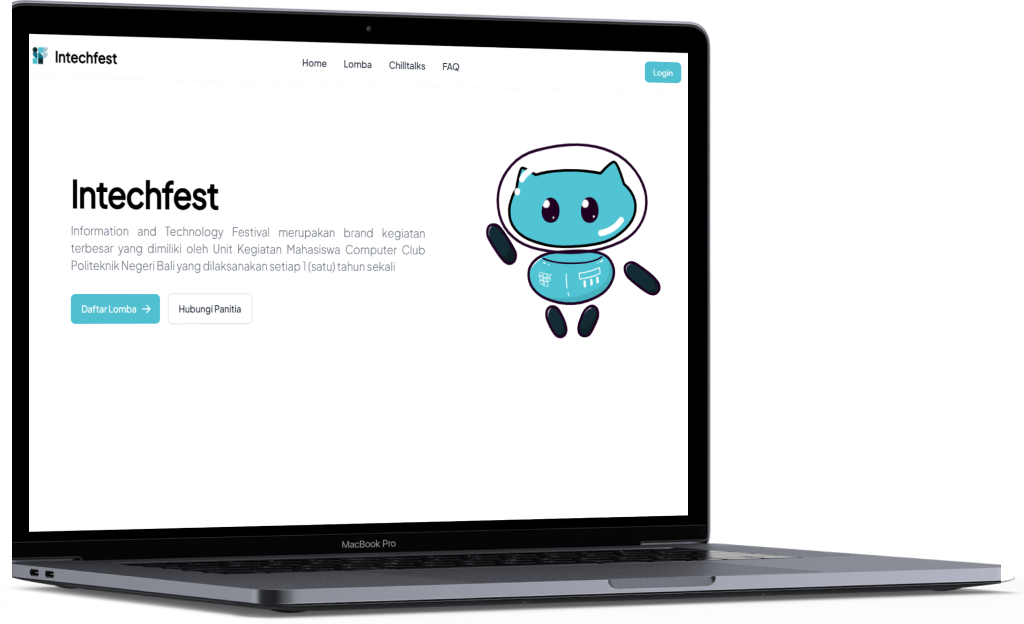 Intechfest
Home Lomba Chilltalks FAQ
Login
Intechfest
Information and Technology Festival merupakan brand kegiatan
terbesar yang dimiliki oleh Unit Kegiatan Mahasiswa Computer Club
Politeknik Negeri Bali yang dilaksanakan setiap 1 (satu) tahun sekali
Daftar Lomba →
Hubungi Panitia
MacBook Pro